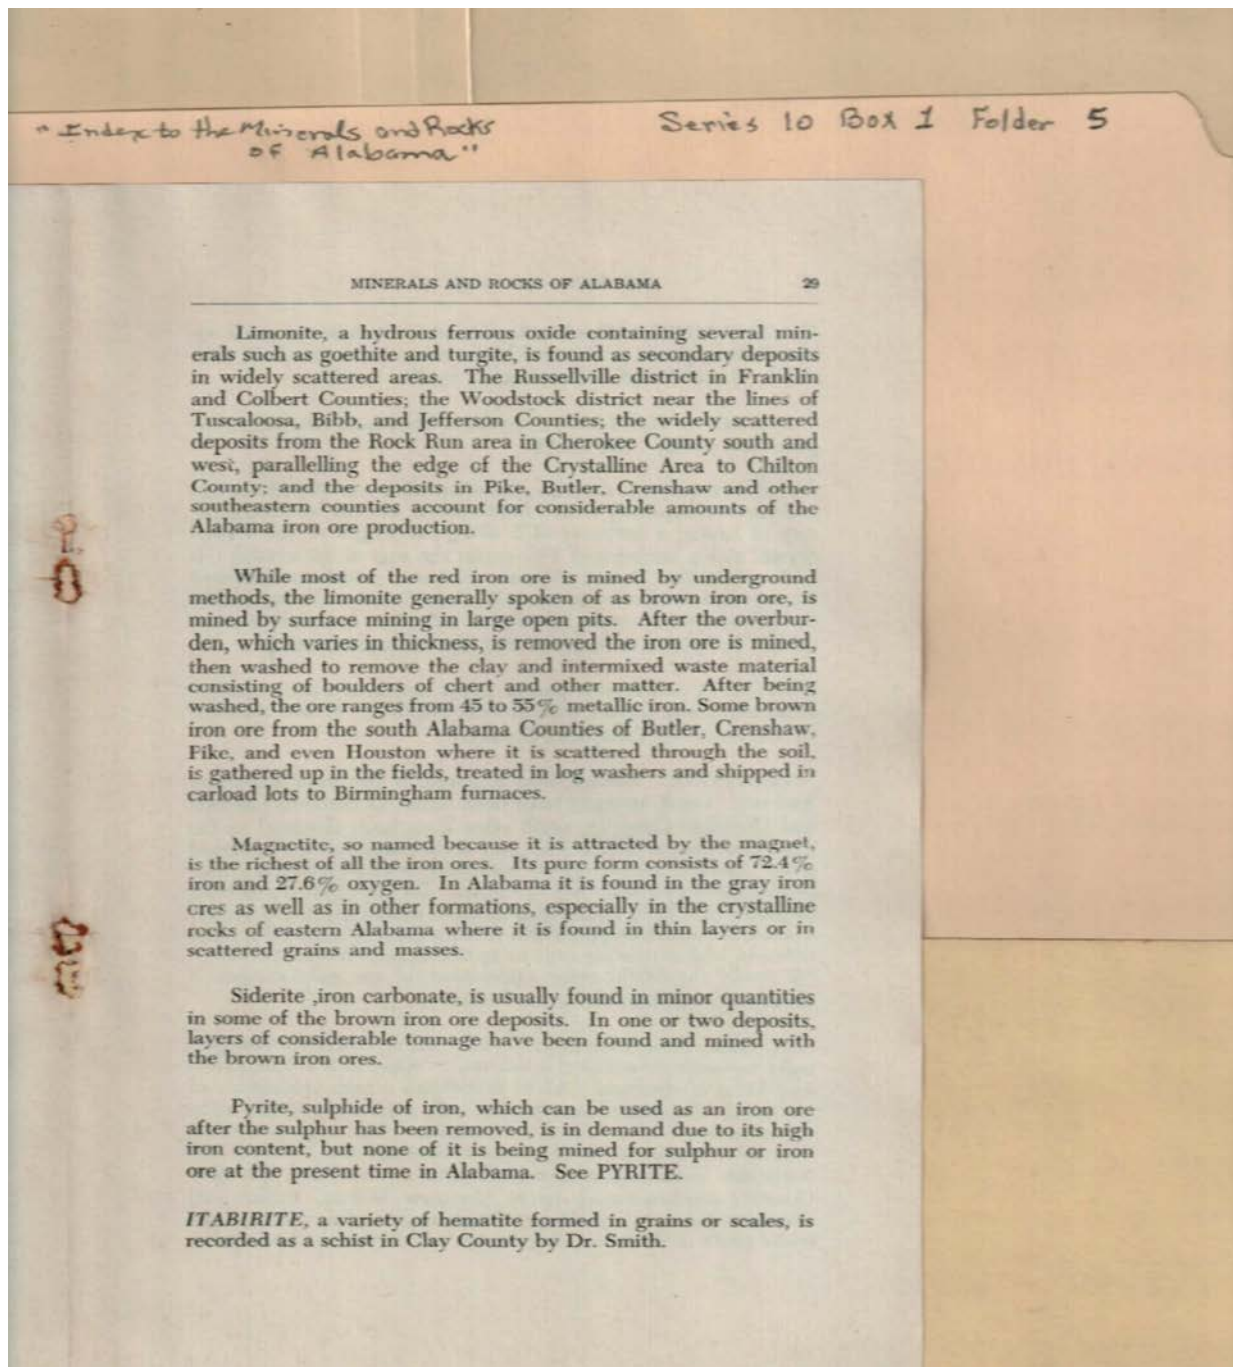 "Index to the Minerals and Rocks
of Alabama"
Series 10 Box 1 Folder 5
MINERALS AND ROCKS OF ALABAMA 29
Limonite, a hydrous ferrous oxide containing several min-
erals such as goethite and turgite, is found as secondary deposits
in widely scattered areas. The Russellville district in Franklin
and Colbert Counties; the Woodstock district near the lines of
Tuscaloosa, Bibb, and Jefferson Counties; the widely scattered
deposits from the Rock Run area in Cherokee County south and
west, parallelling the edge of the Crystalline Area to Chilton
County; and the deposits in Pike, Butler, Crenshaw and other
southeastern counties account for considerable amounts of the
Alabama iron ore production.
While most of the red iron ore is mined by underground
methods, the limonite generally spoken of as brown iron ore, is
mined by surface mining in large open pits. After the overbur-
den, which varies in thickness, is removed the iron ore is mined,
then washed to remove the clay and intermixed waste material
consisting of boulders of chert and other matter. After being
washed, the ore ranges from 45 to 55% metallic iron. Some brown
iron ore from the south Alabama Counties of Butler, Crenshaw,
Pike, and even Houston where it is scattered through the soil,
is gathered up in the fields, treated in log washers and shipped in
carload lots to Birmingham furnaces.
Magnetite, so named because it is attracted by the magnet,
is the richest of all the iron ores. Its pure form consists of 72.4%
iron and 27.6% oxygen. In Alabama it is found in the gray iron
ores as well as in other formations, especially in the crystalline
rocks of eastern Alabama where it is found in thin layers or in
scattered grains and masses.
Siderite ,iron carbonate, is usually found in minor quantities
in some of the brown iron ore deposits. In one or two deposits,
layers of considerable tonnage have been found and mined with
the brown iron ores.
Pyrite, sulphide of iron, which can be used as an iron ore
after the sulphur has been removed, is in demand due to its high
iron content, but none of it is being mined for sulphur or iron
ore at the present time in Alabama. See PYRITE.
ITABIRITE, a variety of hematite formed in grains or scales, is
recorded as a schist in Clay County by Dr. Smith.